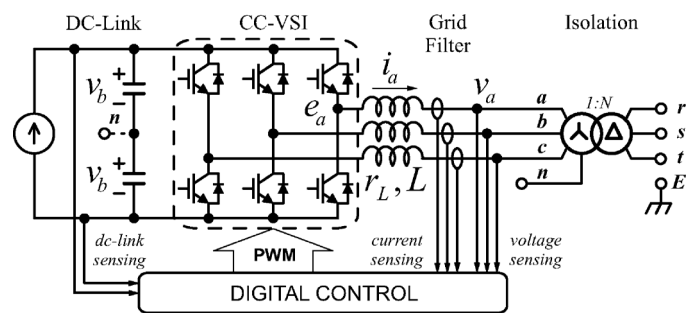 DC-Link
CC-VSI
Grid
Filter
Isolation
+
v_b
−
n
+
v_b
−
e_a
i_a
v_a
a
b
c
n
1:N
r
s
t
E
r_L, L
dc-link
sensing
PWM
current
sensing
voltage
sensing
DIGITAL CONTROL